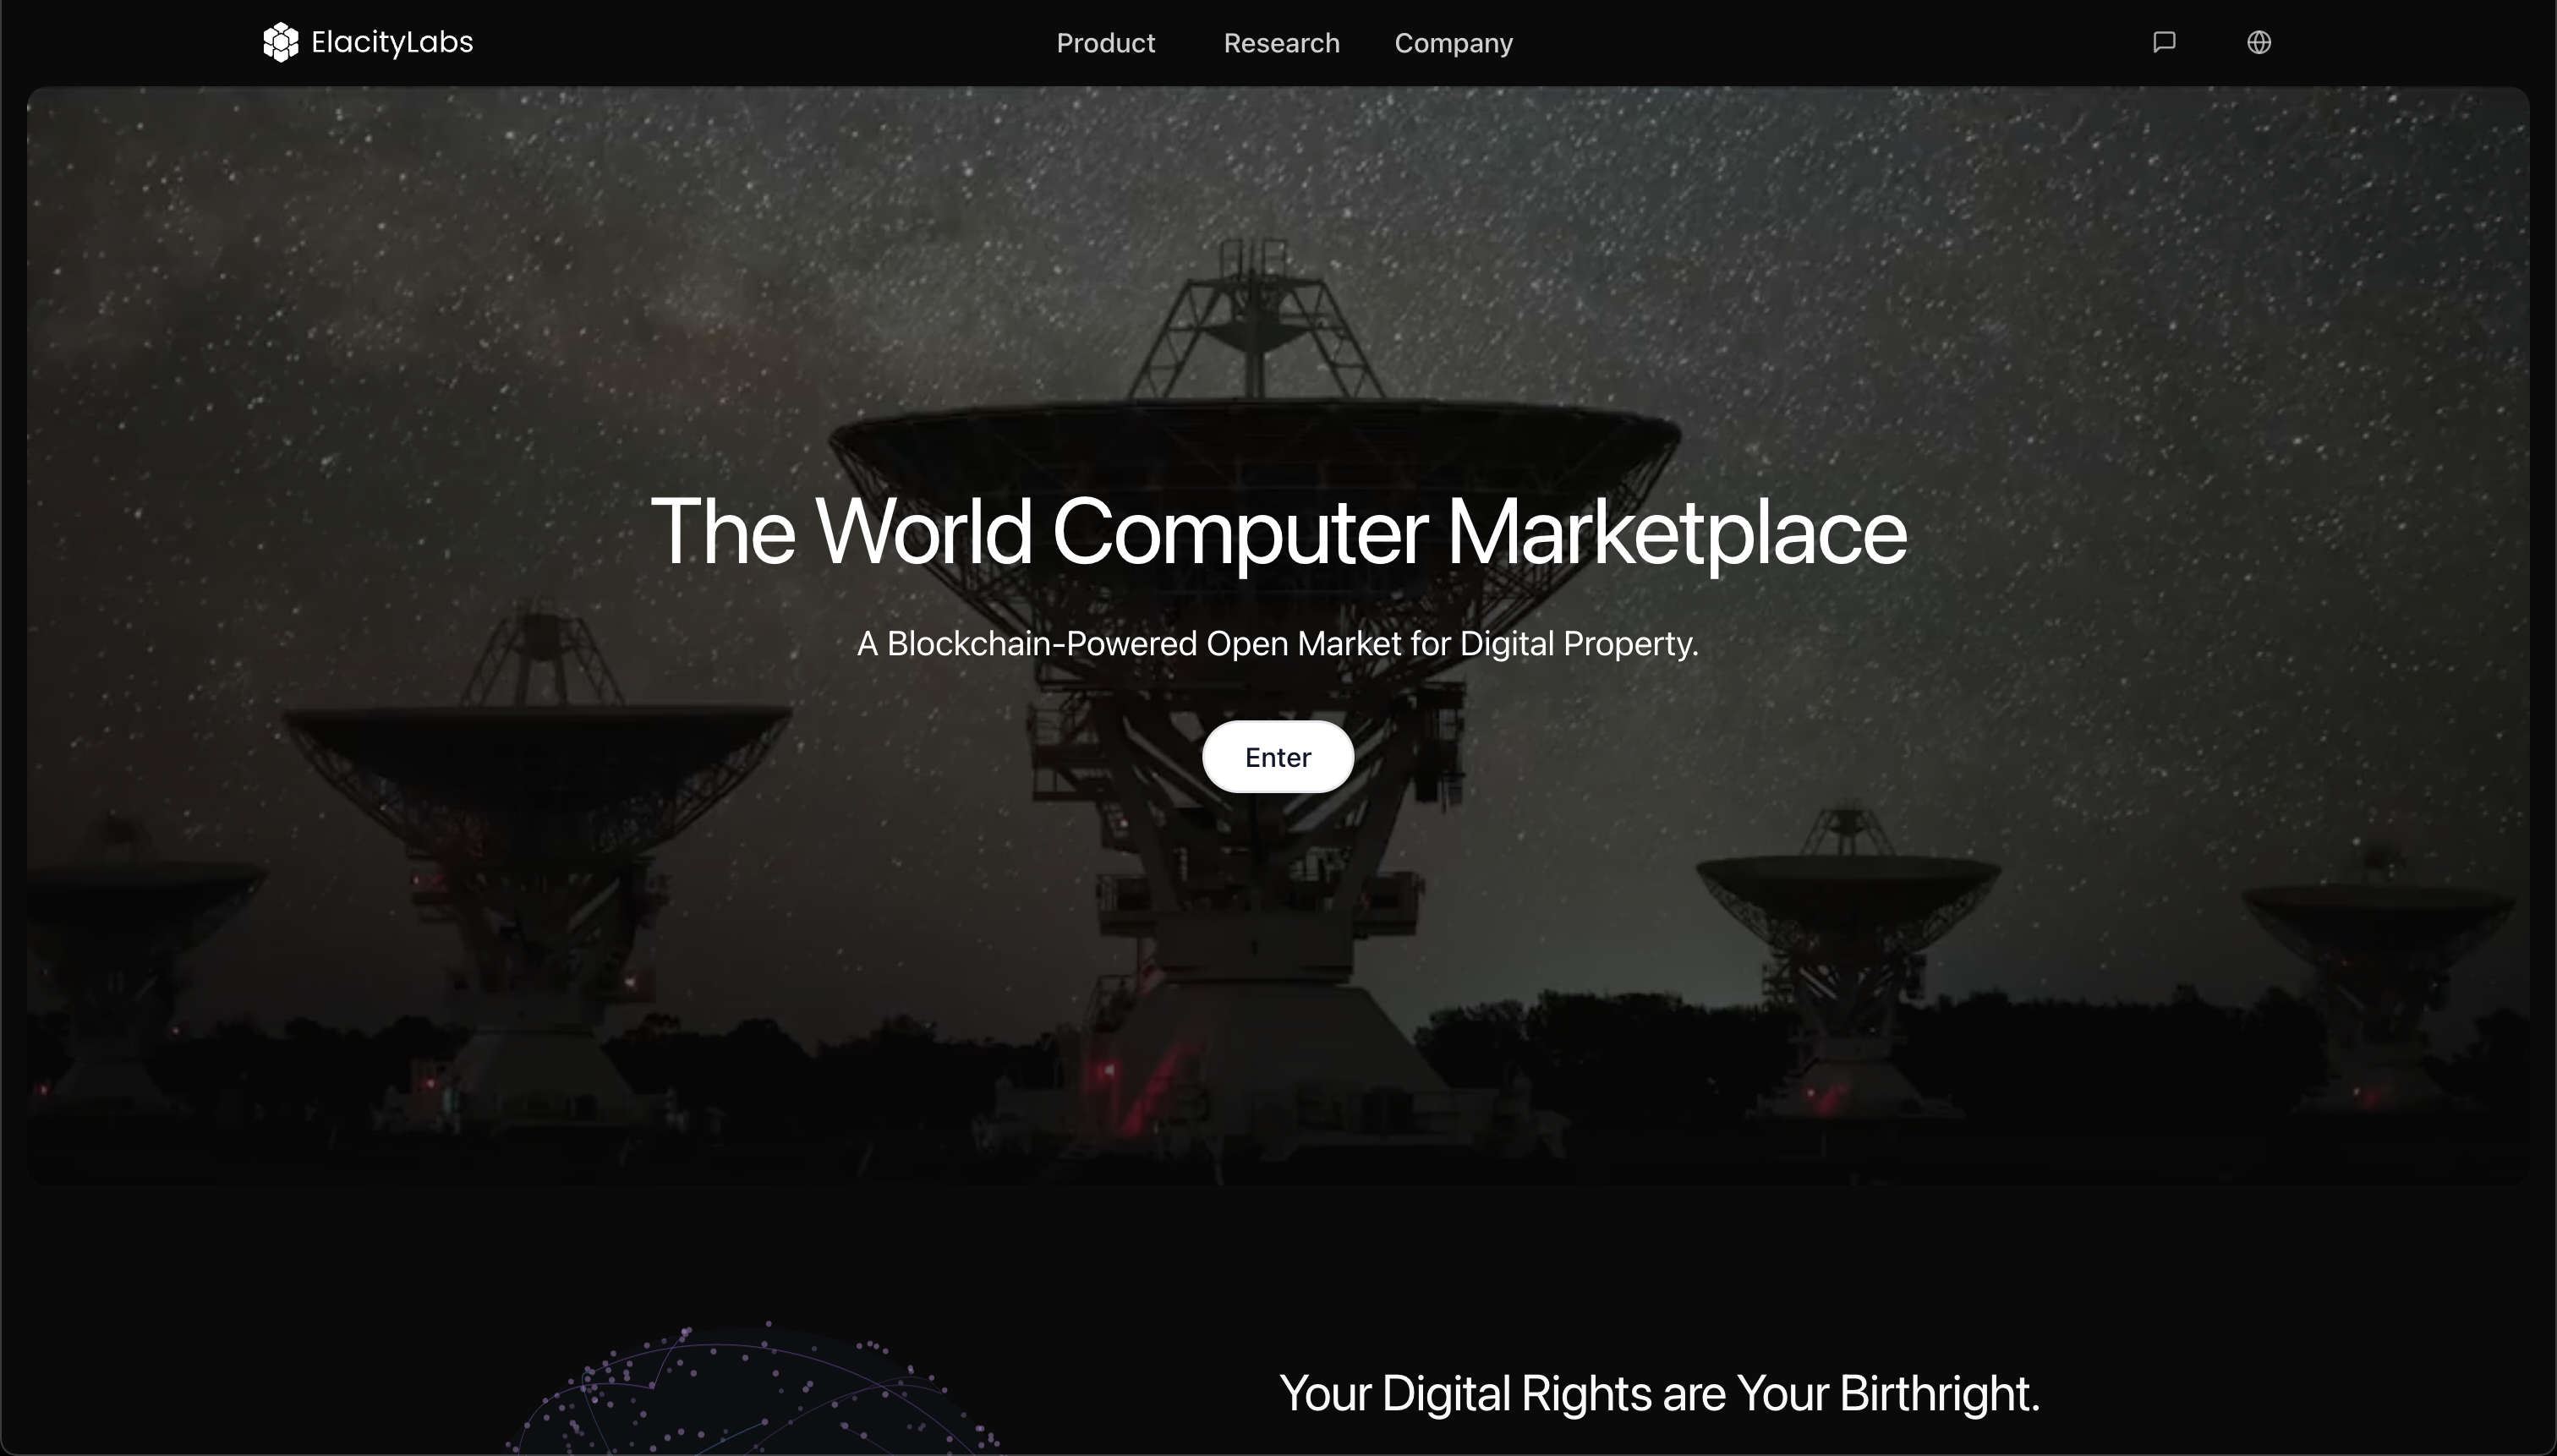 ElacityLabs
Product
Research
Company
The World Computer Marketplace
A Blockchain-Powered Open Market for Digital Property.
Enter
Your Digital Rights are Your Birthright.